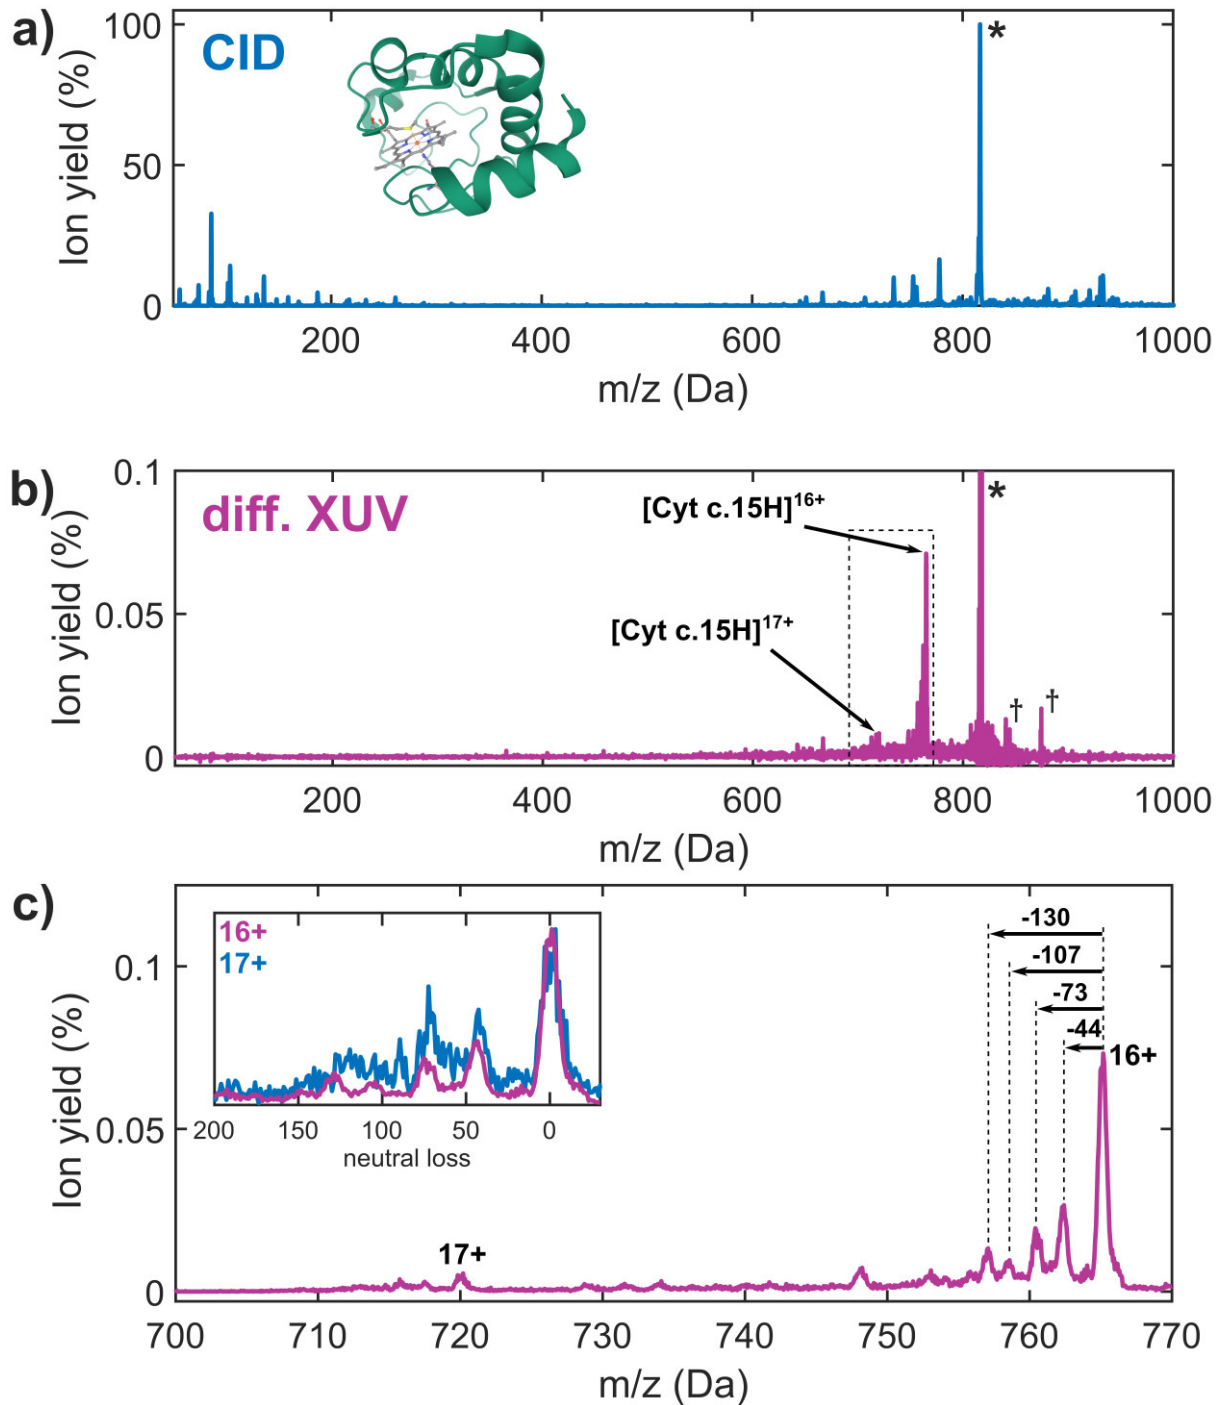 a)
CID
*
Ion yield (%)
100
50
0
200 400 600 800 1000
m/z (Da)
b)
diff. XUV
[Cyt c.15H]16+
[Cyt c.15H]17+
*
†
†
Ion yield (%)
0.1
0.05
0
200 400 600 800 1000
m/z (Da)
c)
16+
17+
200 150 100 50 0
neutral loss
-130
-107
-73
-44
16+
17+
Ion yield (%)
0.1
0.05
0
700 710 720 730 740 750 760 770
m/z (Da)